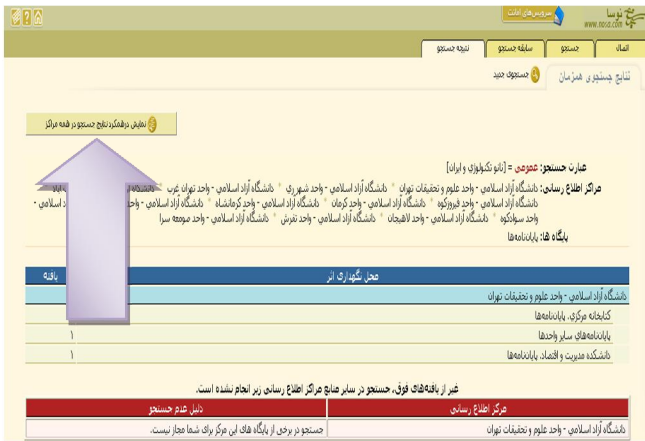 نوسا
www.nosa.com
سرویس‌های امانت
اتصال
جستجو
سابقه جستجو
نتیجه جستجو
نتایج جستجوی همزمان
جستجوی جدید
نمایش درهمکرد نتایج جستجو در همه مراکز
عبارت جستجو: عمومی = [نانو تکنولوژی و ایران]
مراکز اطلاع رسانی: دانشگاه آزاد اسلامی - واحد علوم و تحقیقات تهران * دانشگاه آزاد اسلامی - واحد شهرری * دانشگاه آزاد اسلامی - واحد تهران غرب *
دانشگاه آزاد اسلامی - واحد فیروزکوه * دانشگاه آزاد اسلامی - واحد کرمان * دانشگاه آزاد اسلامی - واحد کرمانشاه * دانشگاه آزاد اسلامی - واحد اسلامی -
واحد سوادکوه * دانشگاه آزاد اسلامی - واحد لاهیجان * دانشگاه آزاد اسلامی - واحد تفرش * دانشگاه آزاد اسلامی - واحد صومعه سرا
پایگاه ها: پایان‌نامه‌ها
محل نگهداری اثر یافته
دانشگاه آزاد اسلامی - واحد علوم و تحقیقات تهران
کتابخانه مرکزی. پایان‌نامه‌ها
پایان‌نامه‌های سایر واحدها ۱
دانشکده مدیریت و اقتصاد. پایان‌نامه‌ها ۱
غیر از یافته‌های فوق، جستجو در سایر منابع مراکز اطلاع رسانی زیر انجام نشده است.
مرکز اطلاع رسانی دلیل عدم جستجو
دانشگاه آزاد اسلامی - واحد علوم و تحقیقات تهران جستجو در برخی از پایگاه های این مرکز برای شما مجاز نیست.